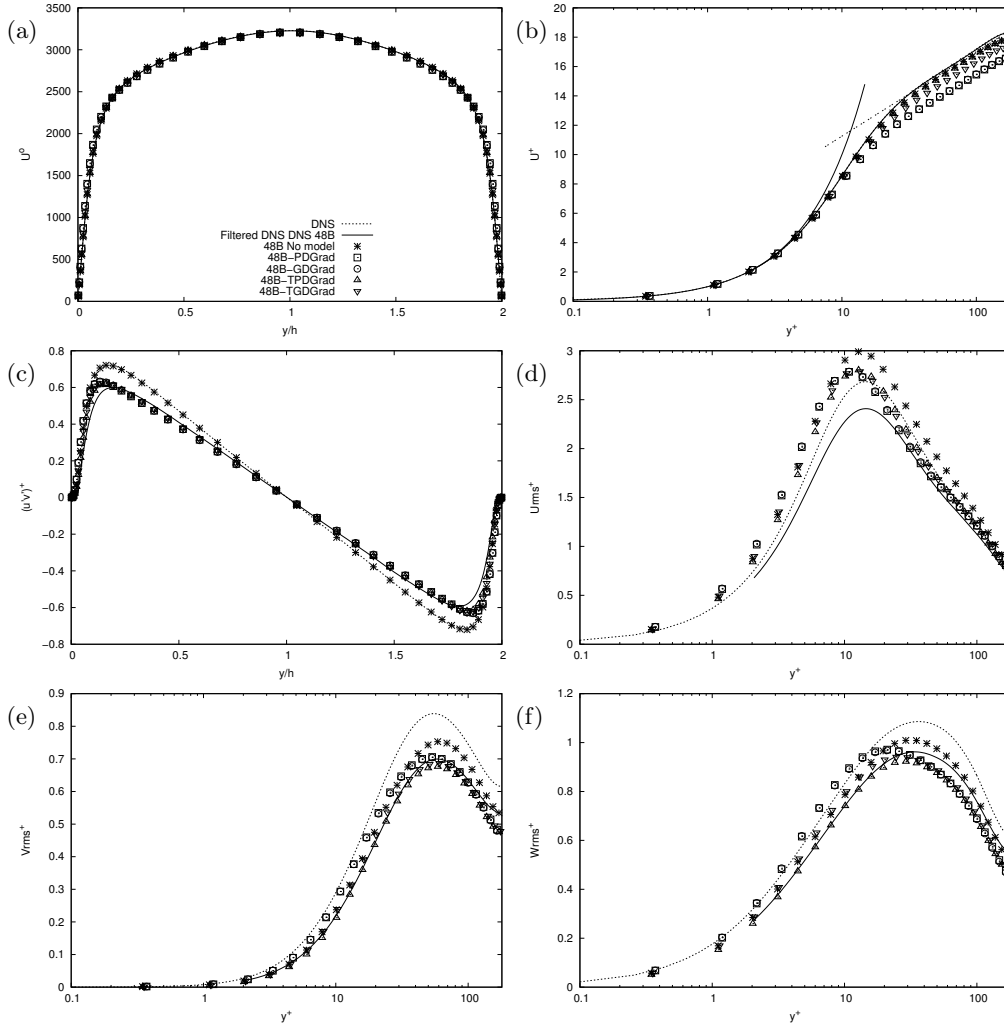 (a)
3500
3000
2500
2000
1500
1000
500
0
U°
DNS
Filtered DNS DNS 48B
48B No model
48B-PDGrad
48B-GDGrad
48B-TPDGrad
48B-TGDGrad
0 0.5 1 1.5 2
y/h
(b)
20
18
16
14
12
10
8
6
4
2
0
U⁺
0.1 1 10 100
y⁺
(c)
0.8
0.6
0.4
0.2
0
-0.2
-0.4
-0.6
-0.8
(u'v')⁺
0 0.5 1 1.5 2
y/h
(d)
3
2.5
2
1.5
1
0.5
0
Urms⁺
0.1 1 10 100
y⁺
(e)
0.9
0.8
0.7
0.6
0.5
0.4
0.3
0.2
0.1
0
Vrms⁺
0.1 1 10 100
y⁺
(f)
1.2
1
0.8
0.6
0.4
0.2
0
Wrms⁺
0.1 1 10 100
y⁺